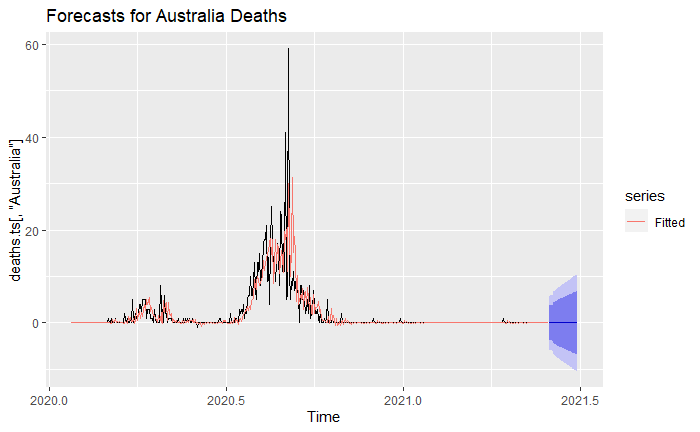 Forecasts for Australia Deaths
60
40
20
0
deaths.ts[, "Australia"]
2020.0
2020.5
2021.0
2021.5
Time
series
Fitted